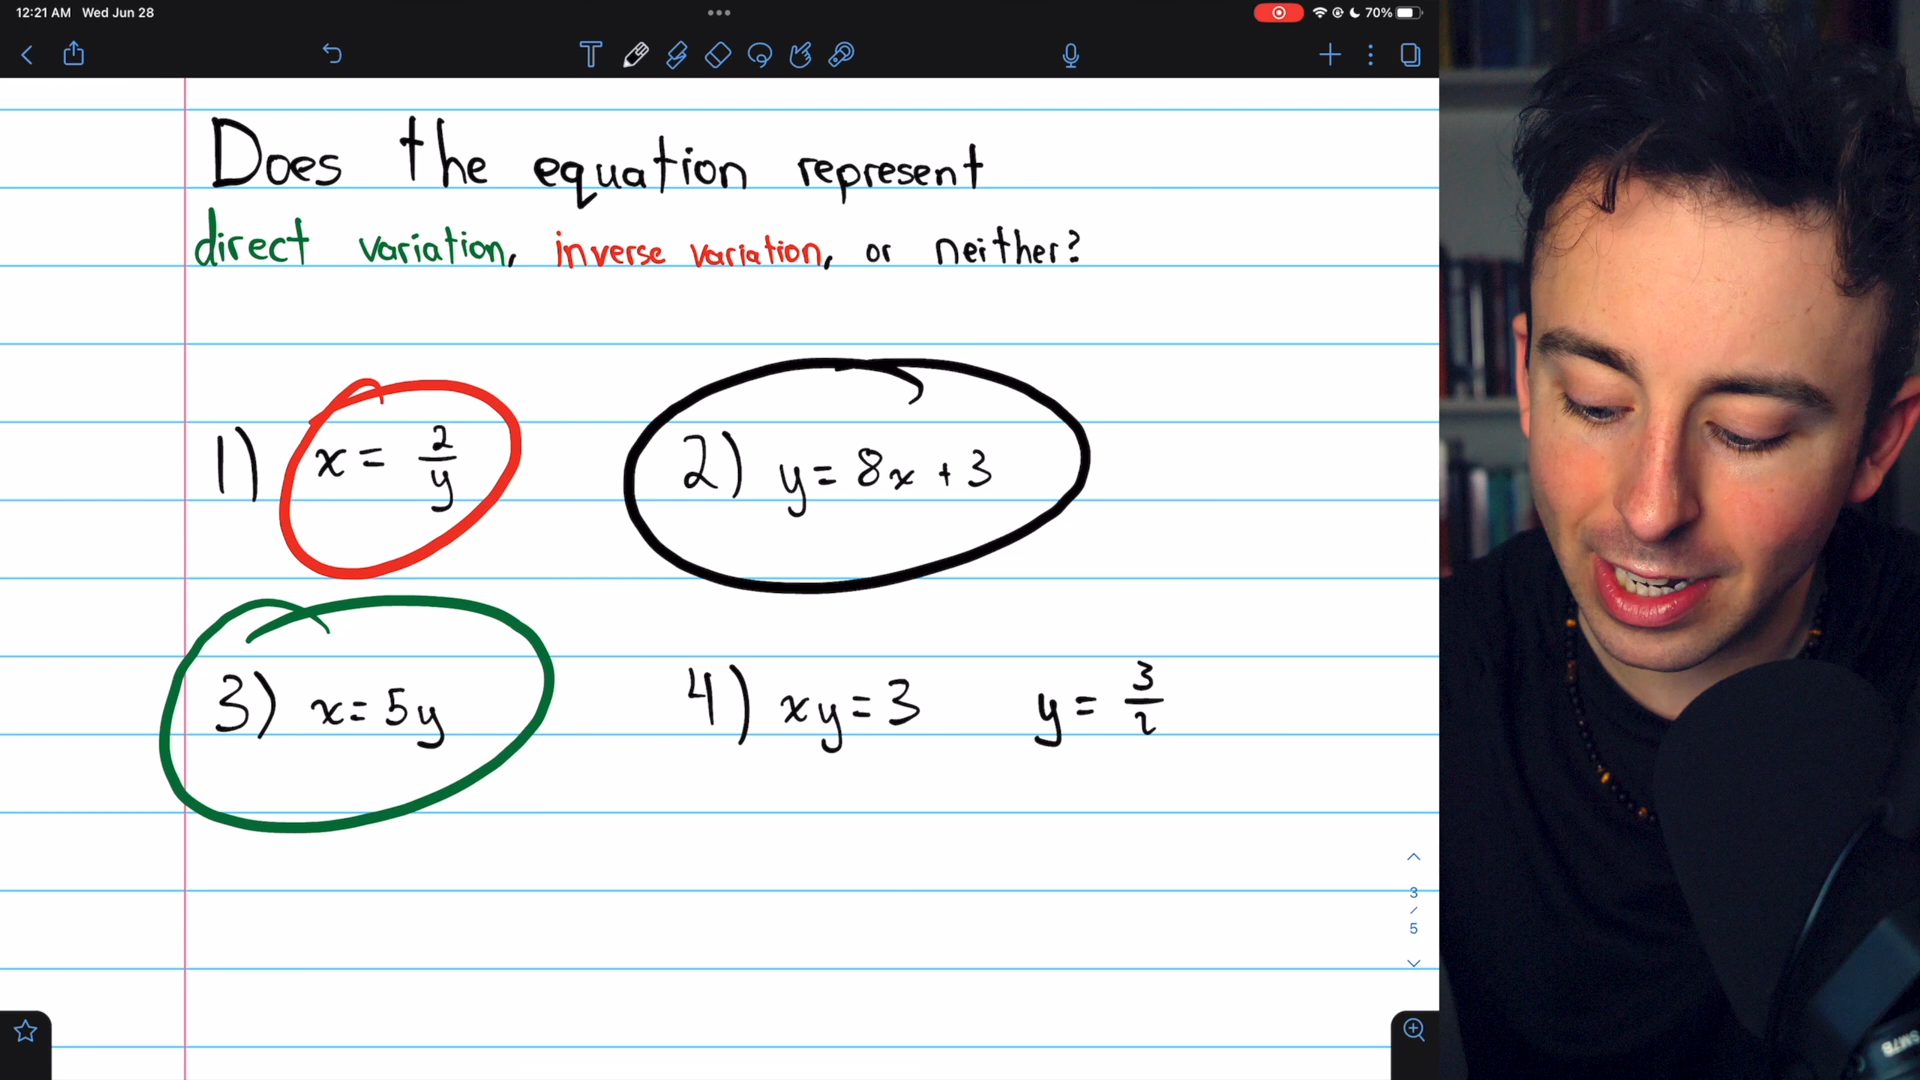 12:21 AM Wed Jun 28
70%
Does the equation represent
direct variation, inverse variation, or neither?
1) x = 2/y
2) y = 8x + 3
3) x = 5y
4) xy = 3 y = 3/2
3
/
5
SM7B